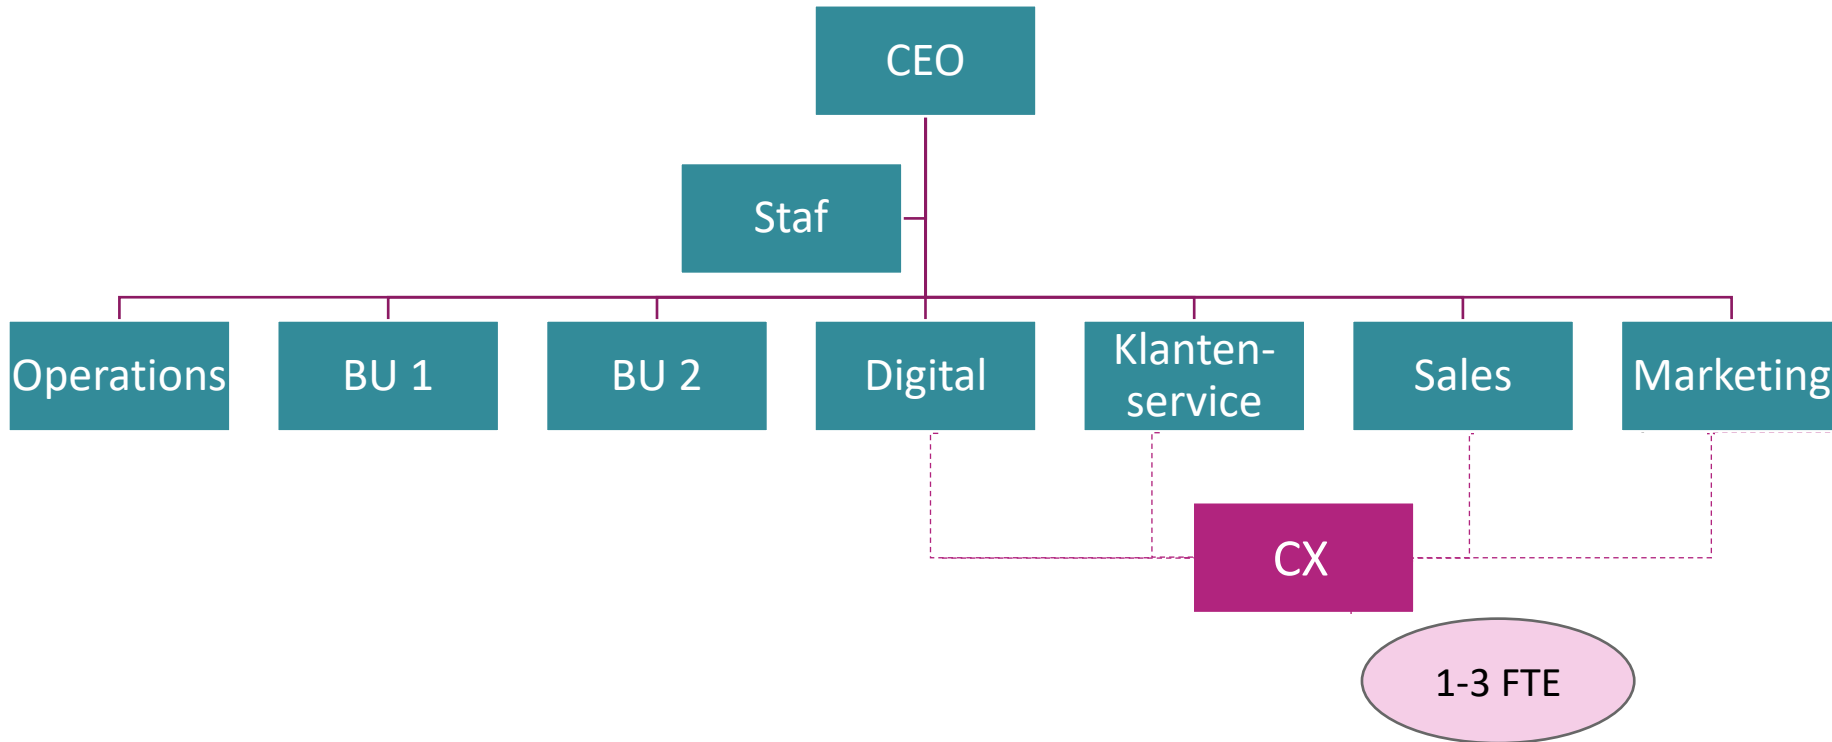 CEO
Staf
Operations
BU 1
BU 2
Digital
Klanten-
service
Sales
Marketing
CX
1-3 FTE